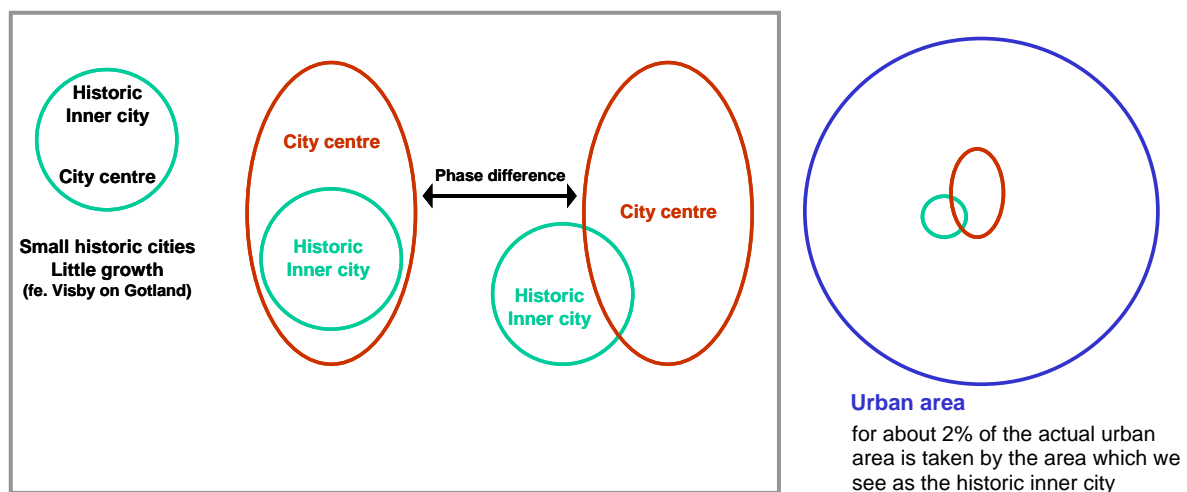 Historic
Inner city
City centre
Small historic cities
Little growth
(fe. Visby on Gotland)
City centre
Historic
Inner city
Phase difference
City centre
Historic
Inner city
Urban area
for about 2% of the actual urban
area is taken by the area which we
see as the historic inner city